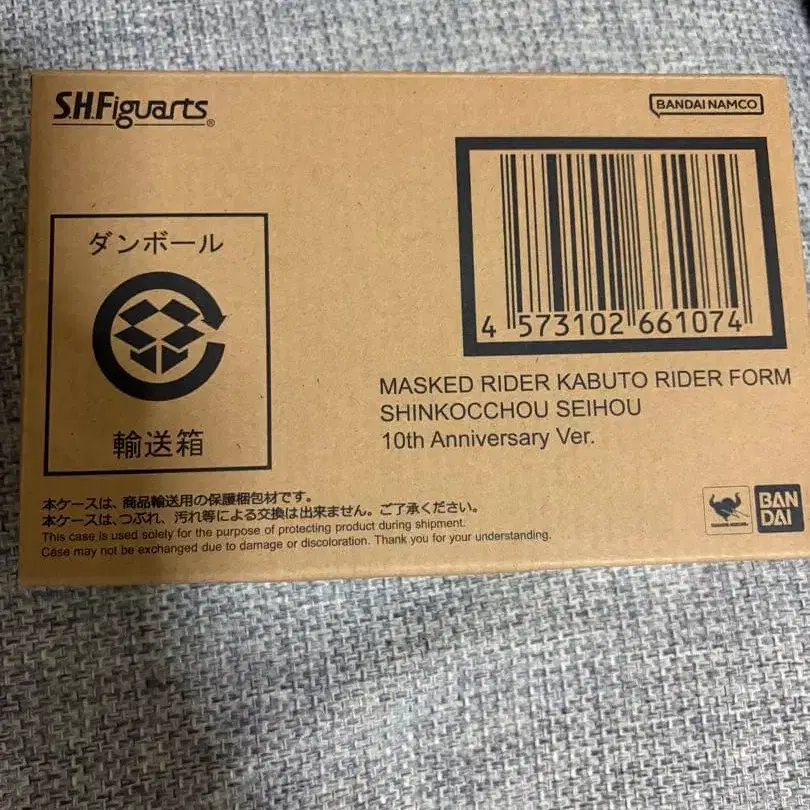 S.H.Figuarts®
BANDAI NAMCO
ダンボール
輸送箱
4 573102 661074
MASKED RIDER KABUTO RIDER FORM
SHINKOCCHOU SEIHOU
10th Anniversary Ver.
本ケースは、商品輸送用の保護梱包材です。
本ケースは、つぶれ、汚れ等による交換は出来ません。ご了承ください。
This case is used solely for the purpose of protecting product during shipment.
Case may not be exchanged due to damage or discoloration. Thank you for your understanding.
BAN
DAI